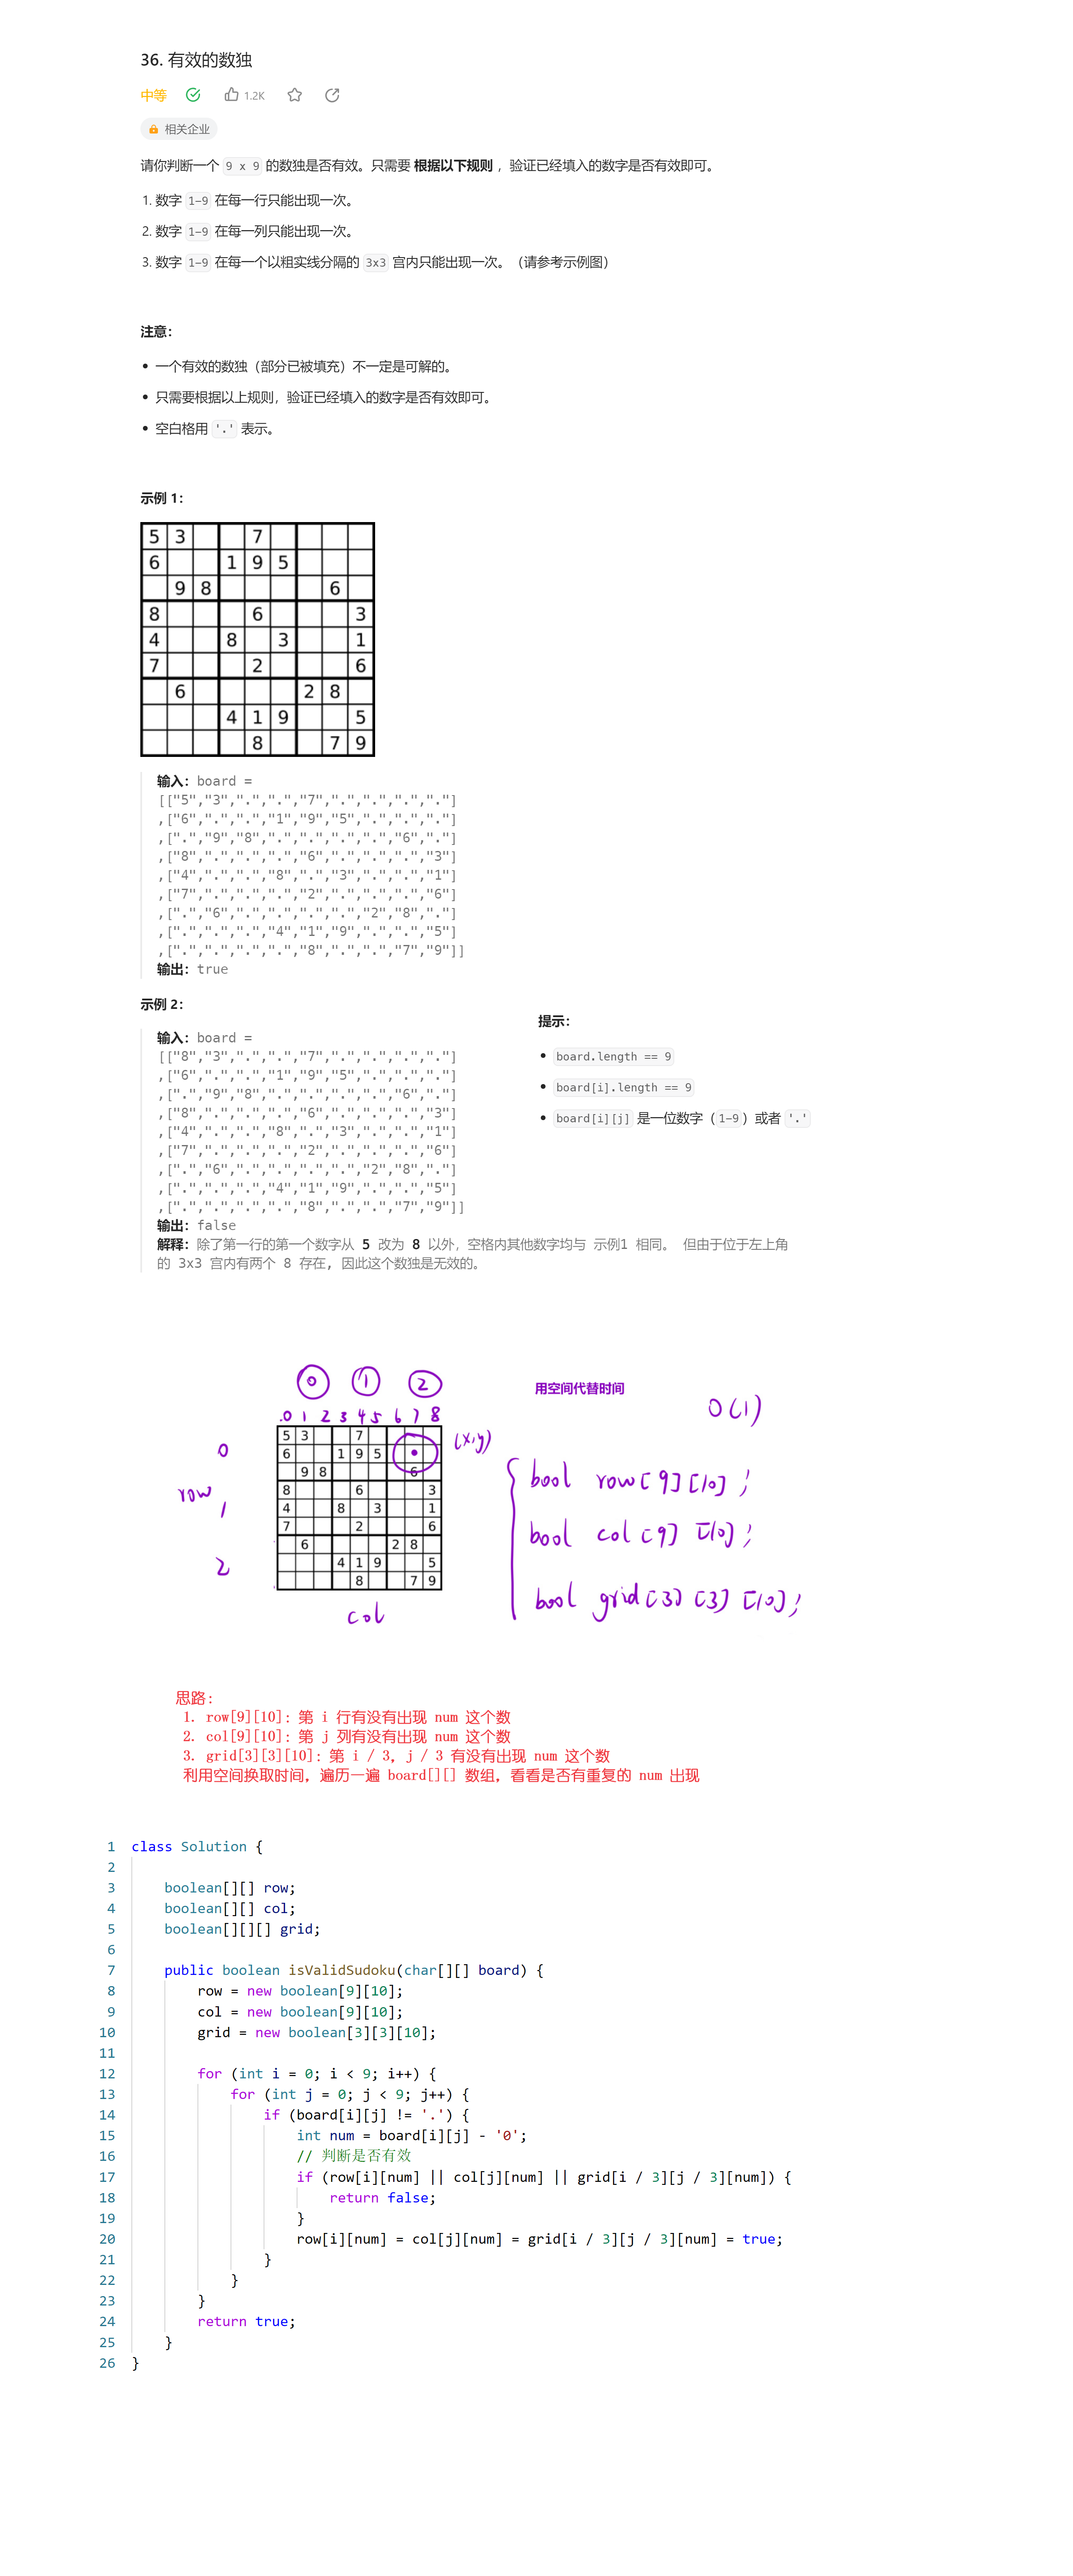 36. 有效的数独
中等 1.2K
相关企业
请你判断一个 9 x 9 的数独是否有效。只需要 根据以下规则 ，验证已经填入的数字是否有效即可。
1. 数字 1-9 在每一行只能出现一次。
2. 数字 1-9 在每一列只能出现一次。
3. 数字 1-9 在每一个以粗实线分隔的 3x3 宫内只能出现一次。（请参考示例图）
注意：
• 一个有效的数独（部分已被填充）不一定是可解的。
• 只需要根据以上规则，验证已经填入的数字是否有效即可。
• 空白格用 '.' 表示。
示例 1：
5 3 7
6 1 9 5
9 8 6
8 6 3
4 8 3 1
7 2 6
6 2 8
4 1 9 5
8 7 9
输入：board =
[["5","3",".",".","7",".",".",".","."]
,["6",".",".","1","9","5",".",".","."]
,[".","9","8",".",".",".",".","6","."]
,["8",".",".",".","6",".",".",".","3"]
,["4",".",".","8",".","3",".",".","1"]
,["7",".",".",".","2",".",".",".","6"]
,[".","6",".",".",".",".","2","8","."]
,[".",".",".","4","1","9",".",".","5"]
,[".",".",".",".","8",".",".","7","9"]]
输出：true
示例 2：
输入：board =
[["8","3",".",".","7",".",".",".","."]
,["6",".",".","1","9","5",".",".","."]
,[".","9","8",".",".",".",".","6","."]
,["8",".",".",".","6",".",".",".","3"]
,["4",".",".","8",".","3",".",".","1"]
,["7",".",".",".","2",".",".",".","6"]
,[".","6",".",".",".",".","2","8","."]
,[".",".",".","4","1","9",".",".","5"]
,[".",".",".",".","8",".",".","7","9"]]
输出：false
解释：除了第一行的第一个数字从 5 改为 8 以外，空格内其他数字均与 示例1 相同。 但由于位于左上角
的 3x3 宫内有两个 8 存在, 因此这个数独是无效的。
提示：
• board.length == 9
• board[i].length == 9
• board[i][j] 是一位数字（1-9）或者 '.'
0 1 2
0 1 2 3 4 5 6 7 8
5 3 7
6 1 9 5
9 8 6
8 6 3
4 8 3 1
7 2 6
6 2 8
4 1 9 5
8 7 9
0
row 1
2
col
(x,y)
用空间代替时间
O(1)
bool row[9][10];
bool col[9][10];
bool grid[3][3][10];
思路：
1. row[9][10]：第 i 行有没有出现 num 这个数
2. col[9][10]：第 j 列有没有出现 num 这个数
3. grid[3][3][10]：第 i / 3，j / 3 有没有出现 num 这个数
利用空间换取时间，遍历一遍 board[][] 数组，看看是否有重复的 num 出现
1 class Solution {
2
3 boolean[][] row;
4 boolean[][] col;
5 boolean[][][] grid;
6
7 public boolean isValidSudoku(char[][] board) {
8 row = new boolean[9][10];
9 col = new boolean[9][10];
10 grid = new boolean[3][3][10];
11
12 for (int i = 0; i < 9; i++) {
13 for (int j = 0; j < 9; j++) {
14 if (board[i][j] != '.') {
15 int num = board[i][j] - '0';
16 // 判断是否有效
17 if (row[i][num] || col[j][num] || grid[i / 3][j / 3][num]) {
18 return false;
19 }
20 row[i][num] = col[j][num] = grid[i / 3][j / 3][num] = true;
21 }
22 }
23 }
24 return true;
25 }
26 }